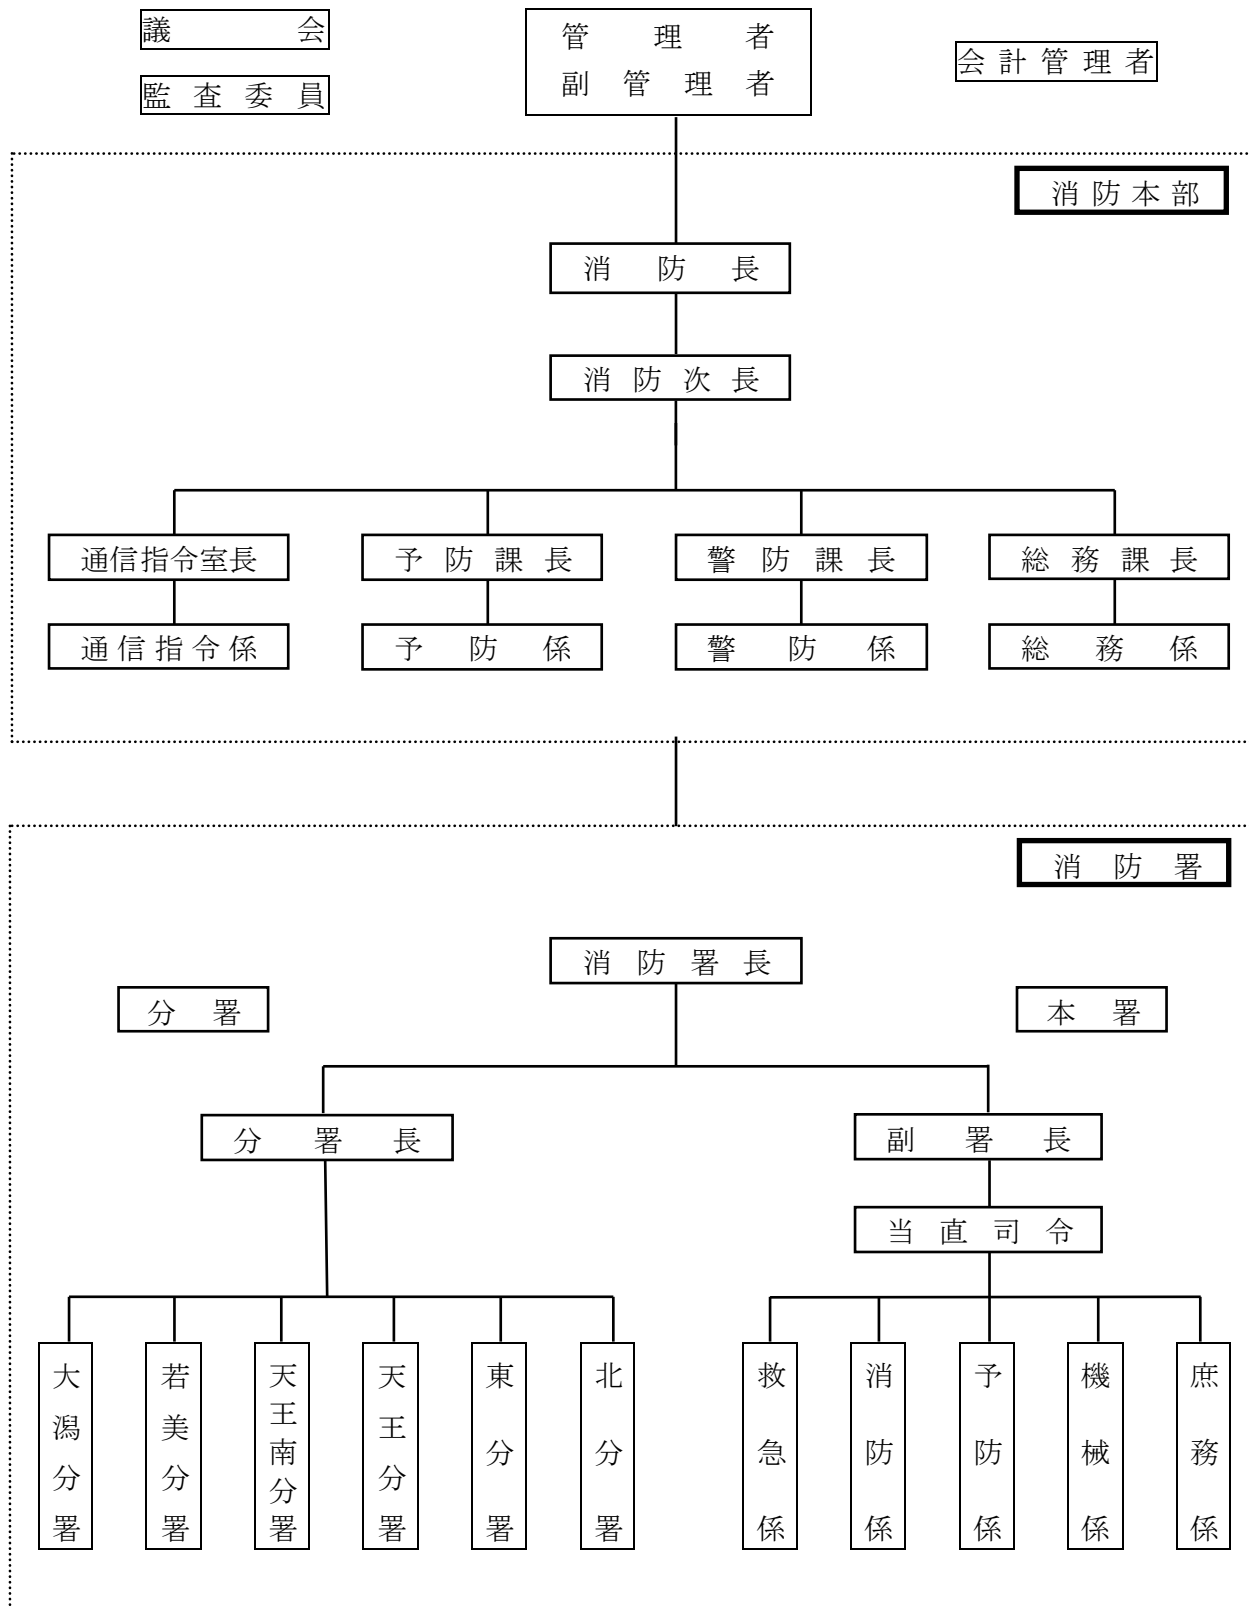 議会
管理者
副管理者
会計管理者
監査委員
消防本部
消防長
消防次長
通信指令室長
予防課長
警防課長
総務課長
通信指令係
予防係
警防係
総務係
消防署
消防署長
分署
本署
分署長
副署長
当直司令
大潟分署
若美分署
天王南分署
天王分署
東分署
北分署
救急係
消防係
予防係
機械係
庶務係